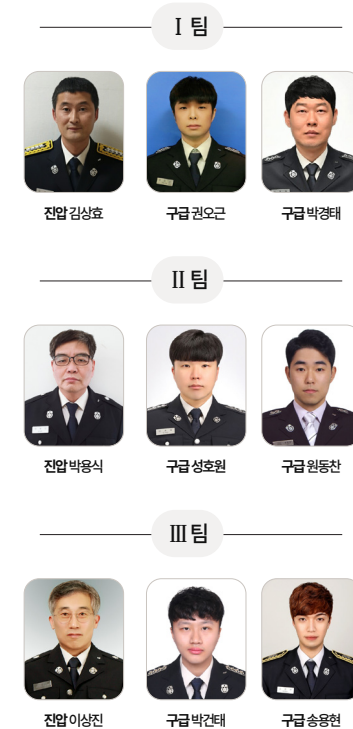 Ⅰ 팀
진압 김상효
구급 권오근
구급 박경태
Ⅱ 팀
진압 박용식
구급 성호원
구급 원동찬
Ⅲ 팀
진압 이상진
구급 박건태
구급 송용현